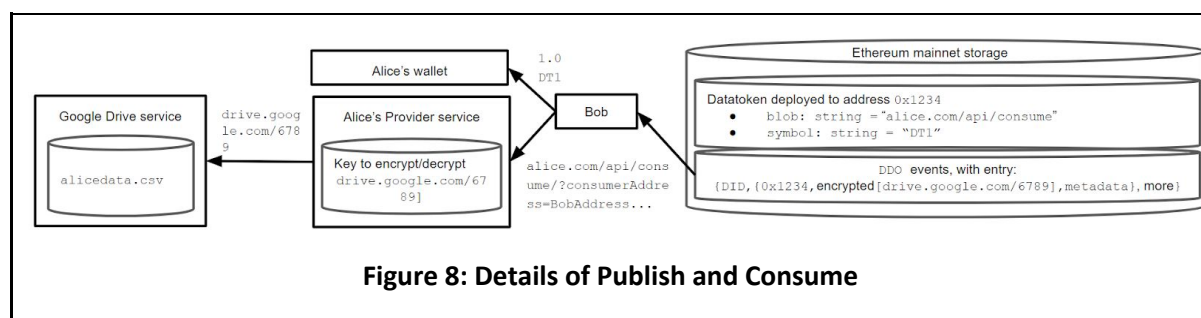 Google Drive service
alicedata.csv
drive.goog
le.com/678
9
Alice's wallet
Alice's Provider service
Key to encrypt/decrypt
drive.google.com/67
89]
1.0
DT1
Bob
alice.com/api/con
sume/?consumerAddre
ss=BobAddress...
Ethereum mainnet storage
Datatoken deployed to address 0x1234
● blob: string =“alice.com/api/consume”
● symbol: string = “DT1”
DDO events, with entry:
{DID,{0x1234,encrypted[drive.google.com/6789],metadata},more}
Figure 8: Details of Publish and Consume